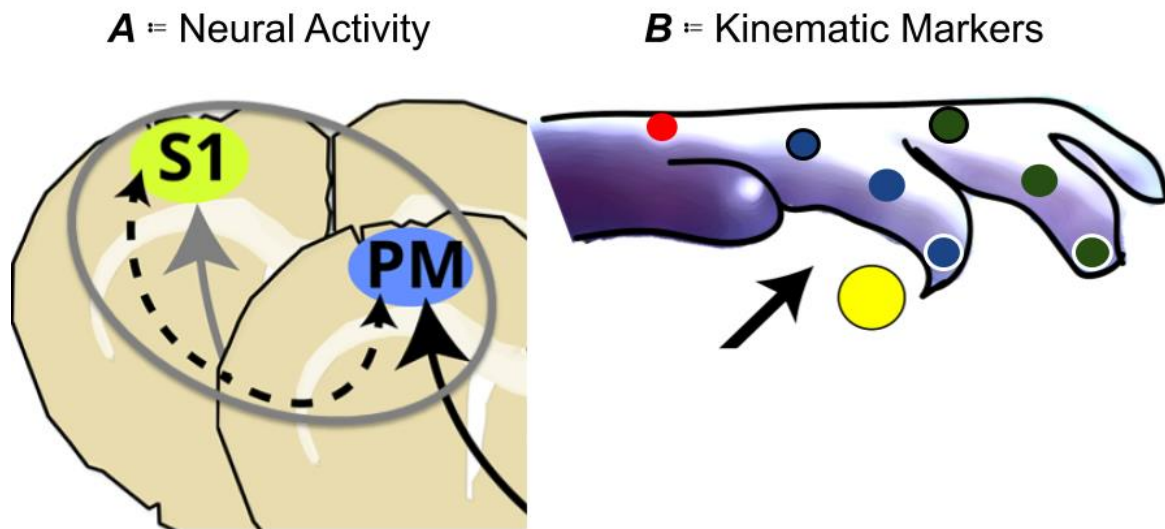 A := Neural Activity
B := Kinematic Markers
S1
PM